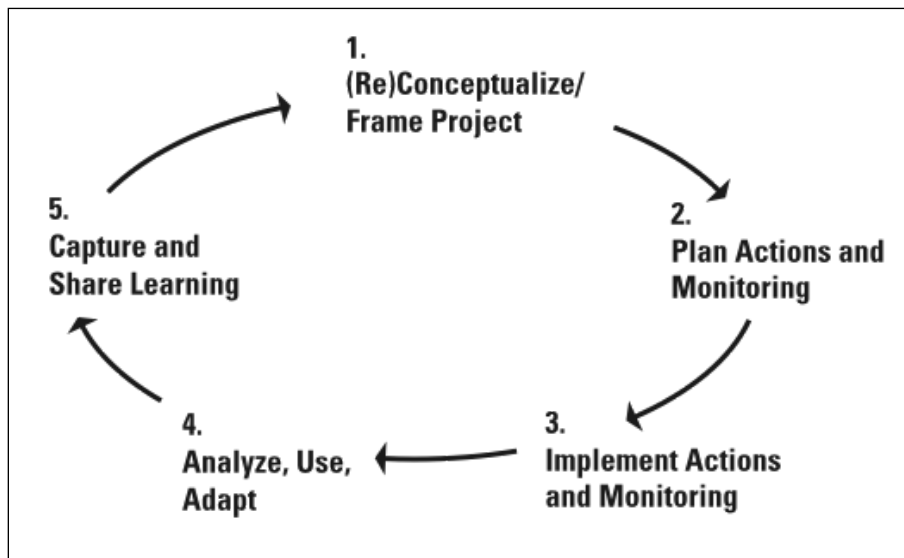 1.
(Re)Conceptualize/
Frame Project
2.
Plan Actions and
Monitoring
3.
Implement Actions
and Monitoring
4.
Analyze, Use,
Adapt
5.
Capture and
Share Learning